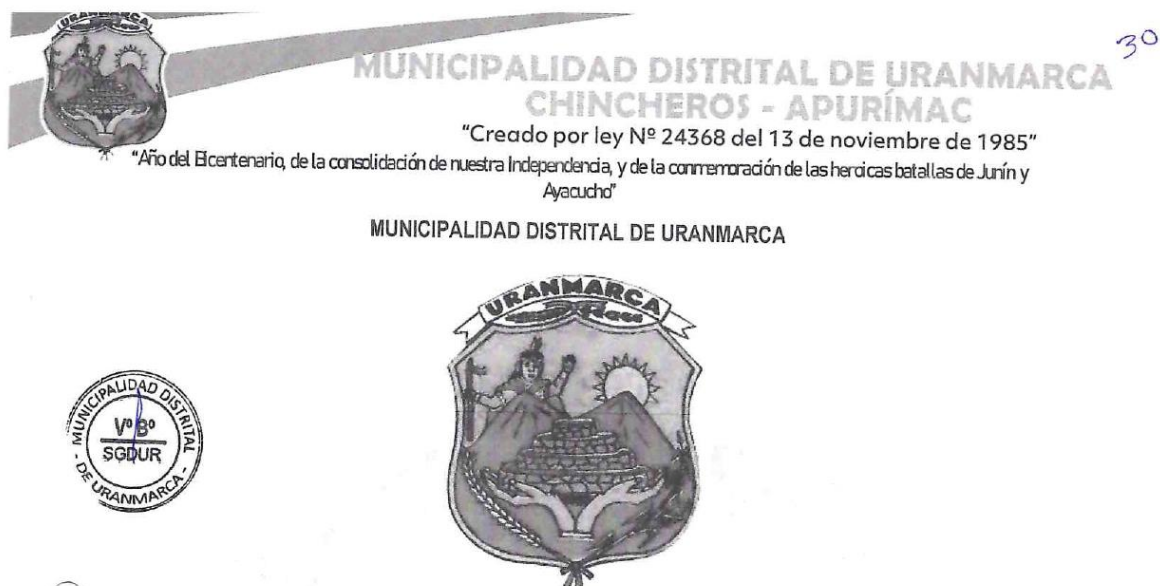 URANMARCA
30
MUNICIPALIDAD DISTRITAL DE URANMARCA
CHINCHEROS - APURÍMAC
"Creado por ley Nº 24368 del 13 de noviembre de 1985"
"Año del Bicentenario, de la consolidación de nuestra Independencia, y de la conmemoración de las heroicas batallas de Junín y
Ayacucho"
MUNICIPALIDAD DISTRITAL DE URANMARCA
URANMARCA
MUNICIPALIDAD DISTRITAL
VºBº
SGDUR
- DE URANMARCA -